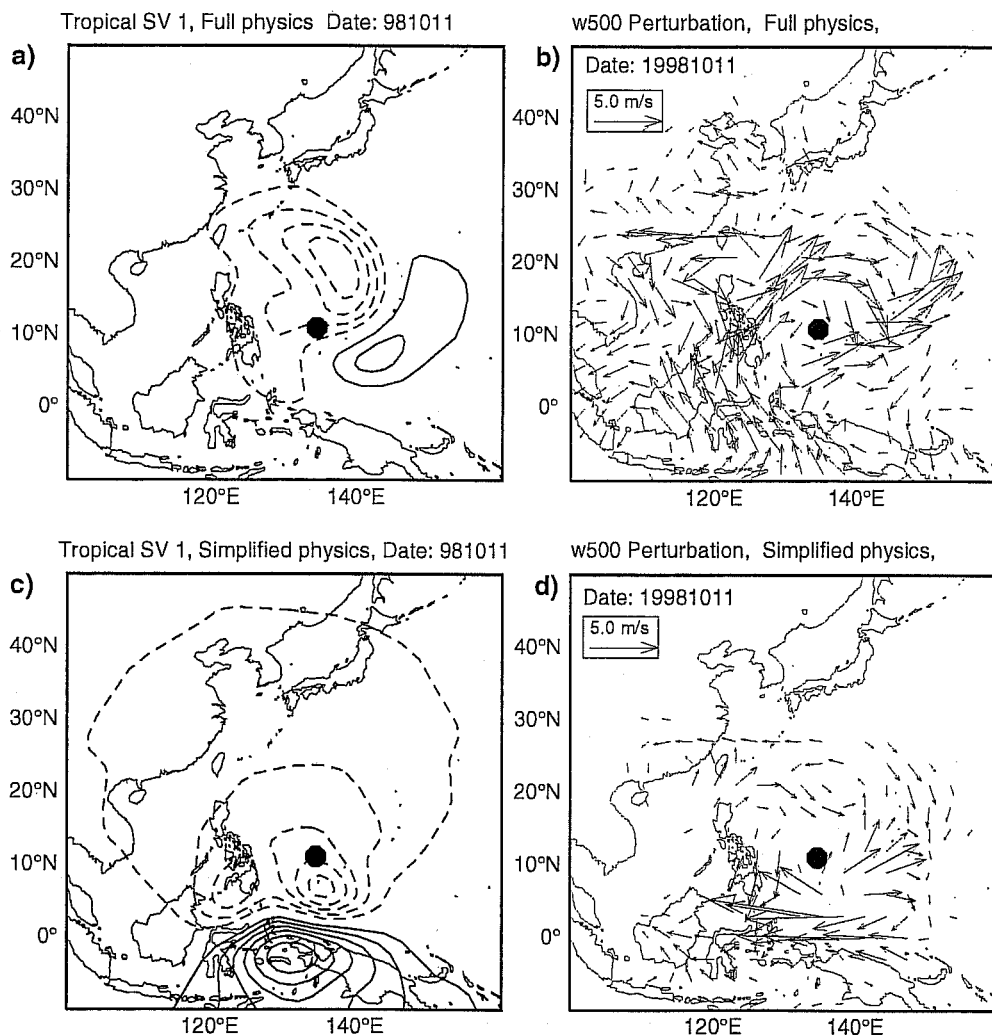 Tropical SV 1, Full physics Date: 981011
a)
40°N
30°N
20°N
10°N
0°
120°E 140°E
w500 Perturbation, Full physics,
b)
Date: 19981011
5.0 m/s
40°N
30°N
20°N
10°N
0°
120°E 140°E
Tropical SV 1, Simplified physics, Date: 981011
c)
40°N
30°N
20°N
10°N
0°
120°E 140°E
w500 Perturbation, Simplified physics,
d)
Date: 19981011
5.0 m/s
40°N
30°N
20°N
10°N
0°
120°E 140°E